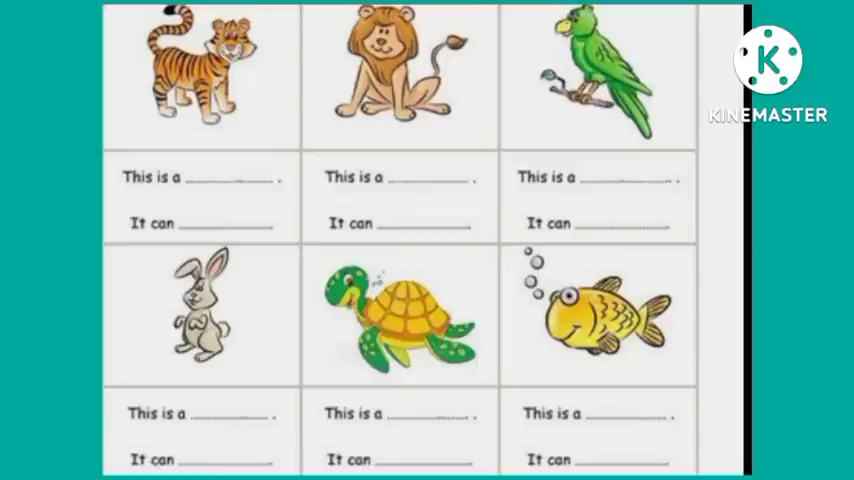 K
KINEMASTER
This is a .................... . This is a .................... . This is a .................... .
It can .................... It can .................... It can ....................
This is a .................... . This is a .................... . This is a .................... .
It can .................... It can .................... It can ....................